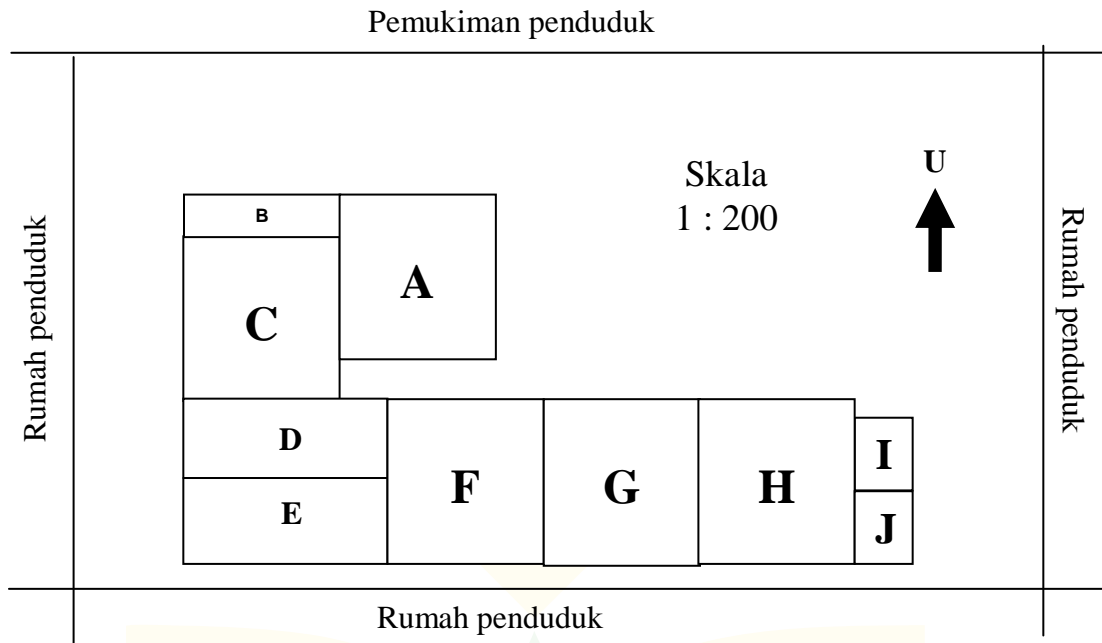 Pemukiman penduduk
Rumah penduduk
Skala
1 : 200
U
Rumah penduduk
B
A
C
D
E
F
G
H
I
J
Rumah penduduk